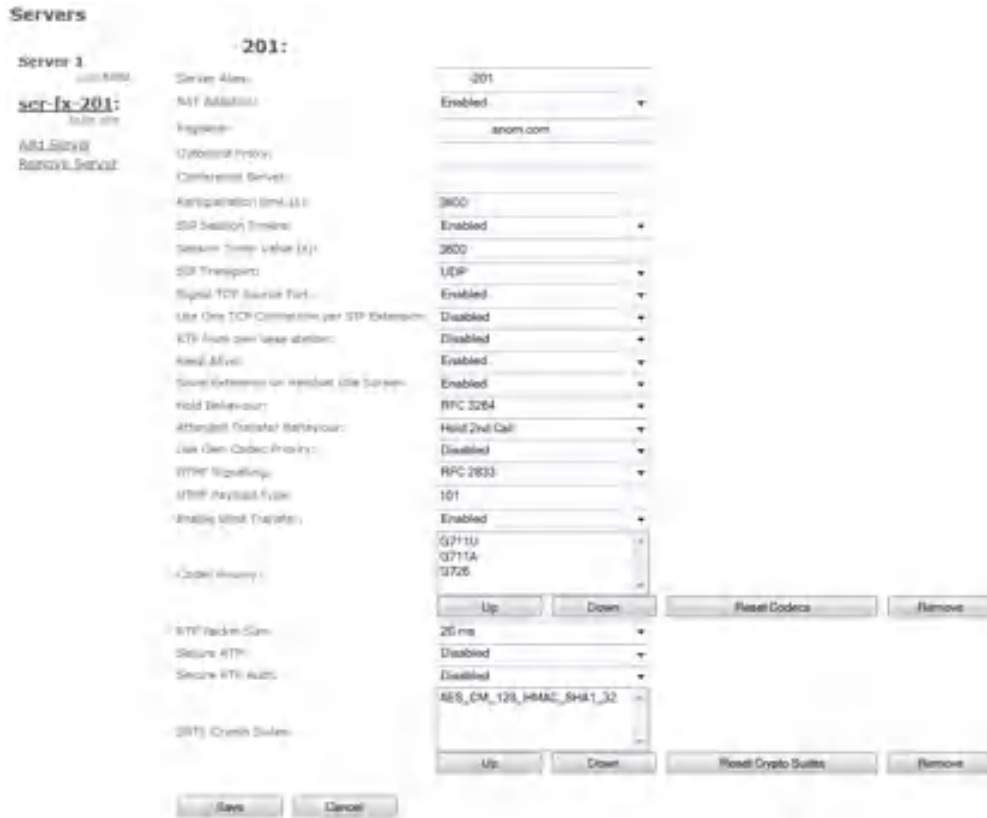 Servers
201:
Server 1
ser-fx-201:
Add Server
Remove Server
Server Alias: -201
NAT Adaption: Enabled
Registrar: snom.com
Outbound Proxy:
Conference Server:
Reregistration time (s): 3600
SIP Session Timers: Enabled
Session Timer Value (s): 3600
SIP Transport: UDP
Signal TCP Source Port: Enabled
Use One TCP Connection per SIP Extension: Disabled
RTP from own base station: Disabled
Keep Alive: Enabled
Show Extension on Handset Idle Screen: Enabled
Hold Behaviour: RFC 3264
Attended Transfer Behaviour: Hold 2nd Call
Use Own Codec Priority: Disabled
DTMF Signalling: RFC 2833
DTMF Payload Type: 101
Enable Blind Transfer: Enabled
G711U
G711A
G726
Codec Priority:
Up Down Reset Codecs Remove
RTP Packet Size: 20 ms
Secure RTP: Disabled
Secure RTP Auth: Disabled
AES_CM_128_HMAC_SHA1_32
SRTP Crypto Suites:
Up Down Reset Crypto Suites Remove
Save Cancel